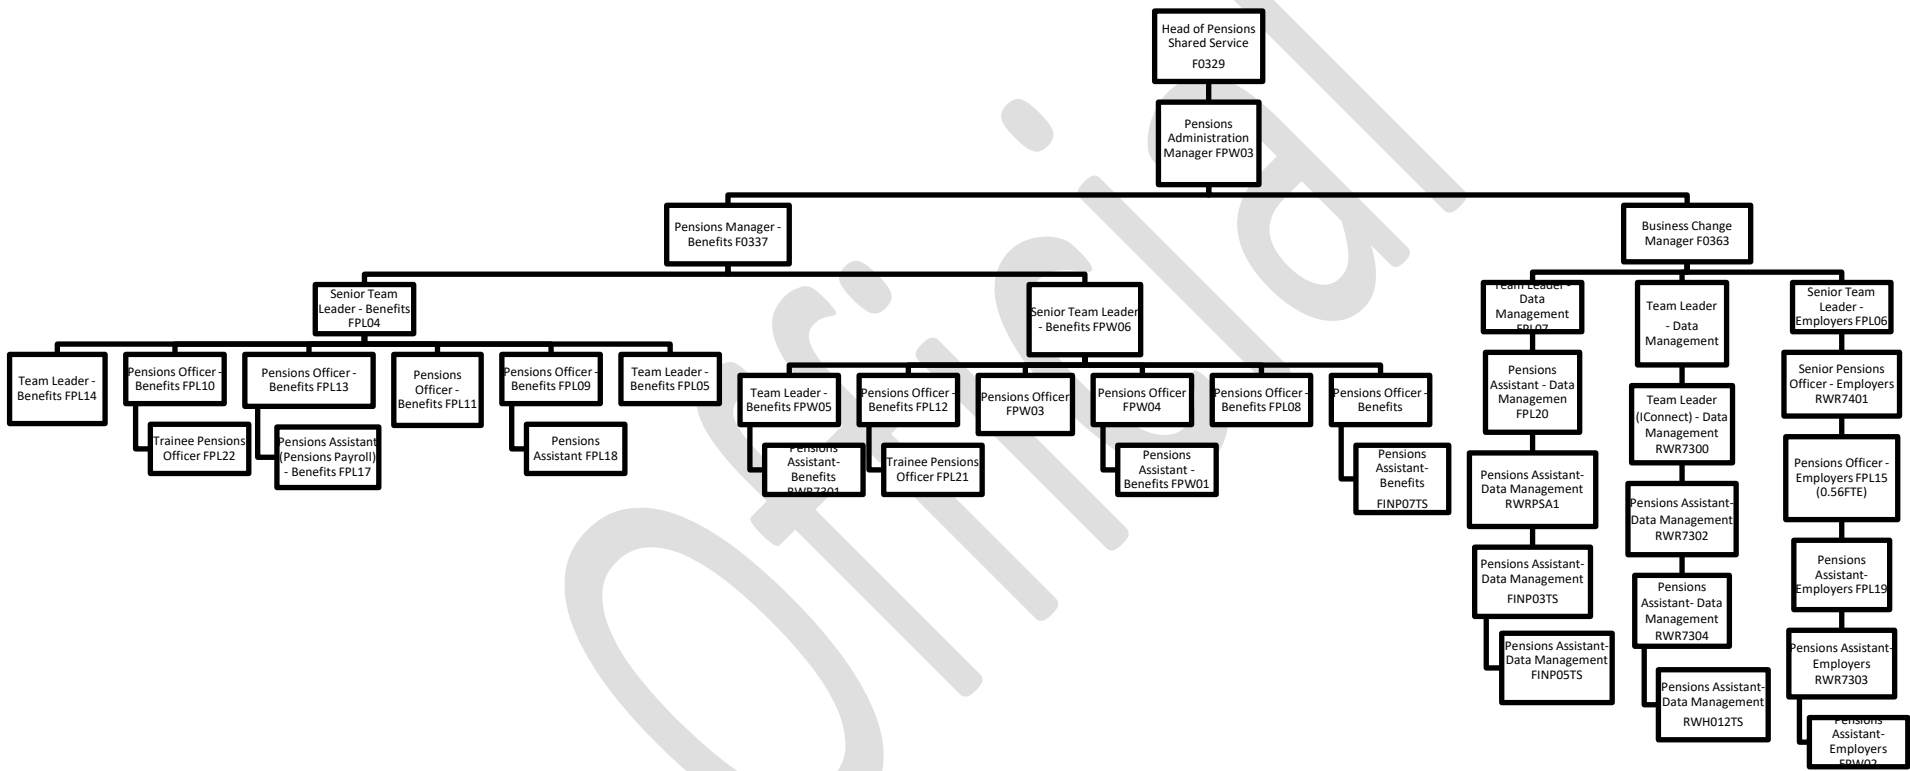 Head of Pensions
Shared Service
F0329
Pensions
Administration
Manager FPW03
Pensions Manager -
Benefits F0337
Business Change
Manager F0363
Senior Team
Leader - Benefits
FPL04
Senior Team Leader
- Benefits FPW06
Team Leader -
Data
Management
FPL07
Team Leader
- Data
Management
Senior Team
Leader -
Employers FPL06
Team Leader -
Benefits FPL14
Pensions Officer -
Benefits FPL10
Pensions Officer -
Benefits FPL13
Pensions
Officer -
Benefits FPL11
Pensions Officer -
Benefits FPL09
Team Leader -
Benefits FPL05
Team Leader -
Benefits FPW05
Pensions Officer
- Benefits FPL12
Pensions Officer
FPW03
Pensions Officer
FPW04
Pensions Officer
- Benefits FPL08
Pensions Officer
- Benefits
Trainee Pensions
Officer FPL22
Pensions Assistant
(Pensions Payroll)
- Benefits FPL17
Pensions
Assistant FPL18
Pensions
Assistant-
Benefits
RWR7301
Trainee Pensions
Officer FPL21
Pensions
Assistant -
Benefits FPW01
Pensions
Assistant-
Benefits
FINP07TS
Pensions
Assistant - Data
Managemen
FPL20
Pensions Assistant-
Data Management
RWRPSA1
Pensions Assistant-
Data Management
FINP03TS
Pensions Assistant-
Data Management
FINP05TS
Team Leader
(IConnect) - Data
Management
RWR7300
Pensions Assistant-
Data Management
RWR7302
Pensions
Assistant- Data
Management
RWR7304
Pensions Assistant-
Data Management
RWH012TS
Senior Pensions
Officer - Employers
RWR7401
Pensions Officer -
Employers FPL15
(0.56FTE)
Pensions
Assistant-
Employers FPL19
Pensions Assistant-
Employers
RWR7303
Pensions
Assistant-
Employers
FPW02
Official